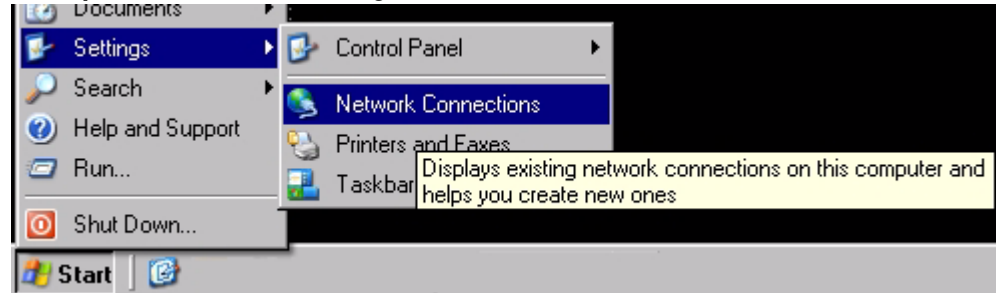 Documents
Settings
Control Panel
Search
Network Connections
Help and Support
Printers and Faxes
Run...
Taskbar
Displays existing network connections on this computer and
helps you create new ones
Shut Down...
Start